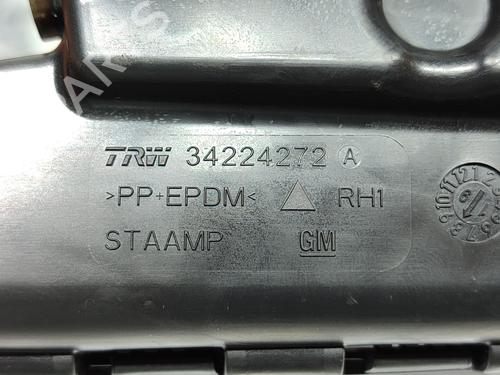 TRW 34224272 A
>PP+EPDM< RH1
STAAMP GM